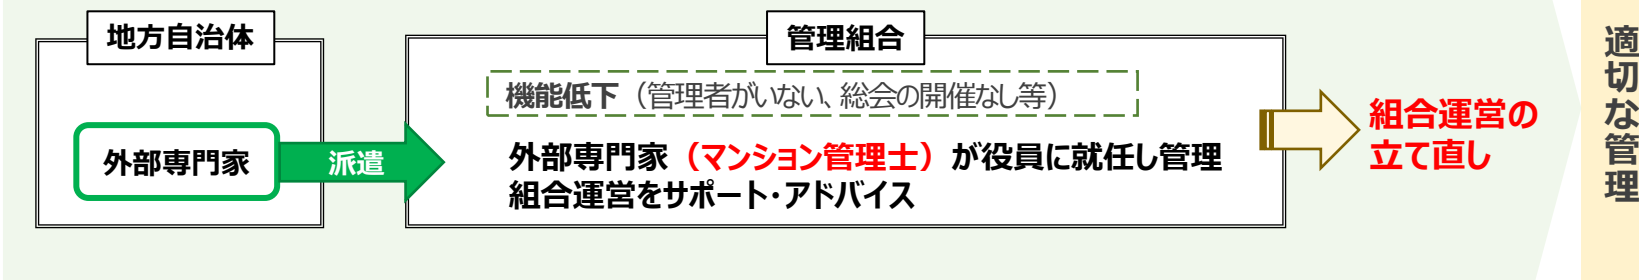 地方自治体
外部専門家
派遣
管理組合
機能低下（管理者がいない、総会の開催なし等）
外部専門家（マンション管理士）が役員に就任し管理
組合運営をサポート・アドバイス
組合運営の
立て直し
適切な管理